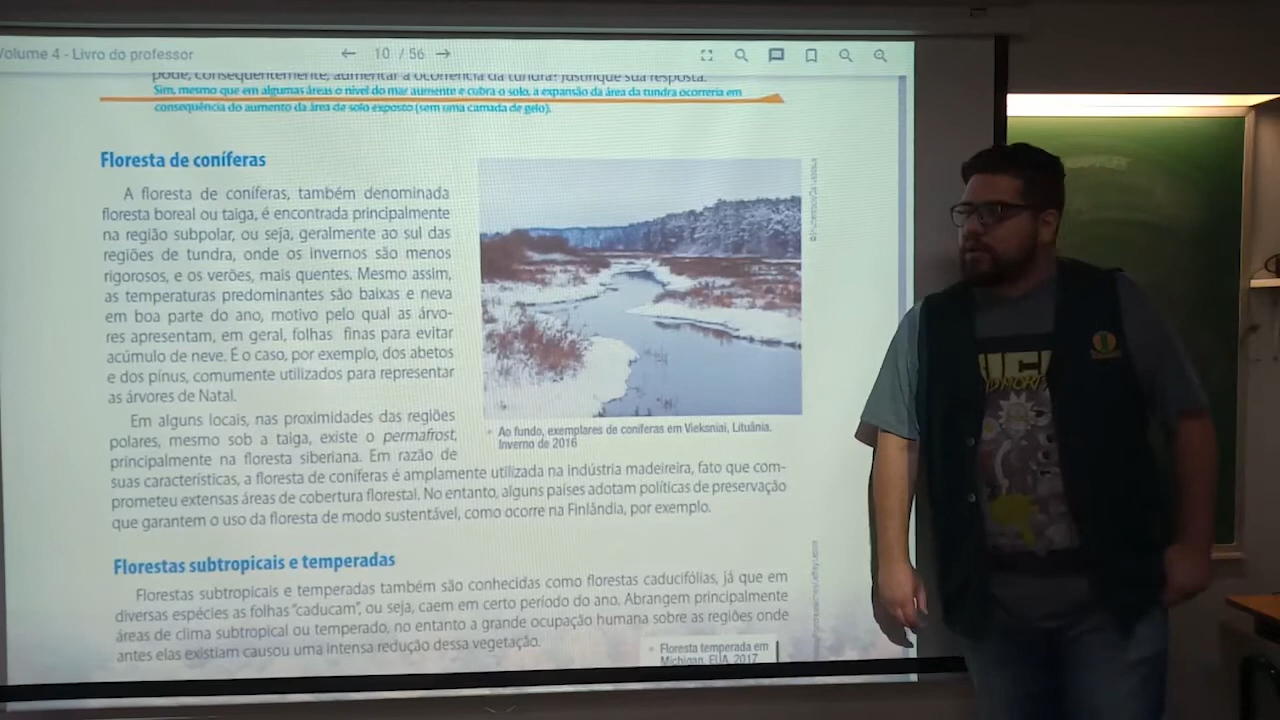 Volume 4 - Livro do professor
10 / 56
pode, consequentemente, aumentar a ocorrência da tundra? Justifique sua resposta.
Sim, mesmo que em algumas áreas o nível do mar aumente e cubra o solo, a expansão da área da tundra ocorreria em
consequência do aumento da área de solo exposto (sem uma camada de gelo).
Floresta de coníferas
A floresta de coníferas, também denominada
floresta boreal ou taiga, é encontrada principalmente
na região subpolar, ou seja, geralmente ao sul das
regiões de tundra, onde os invernos são menos
rigorosos, e os verões, mais quentes. Mesmo assim,
as temperaturas predominantes são baixas e neva
em boa parte do ano, motivo pelo qual as árvo-
res apresentam, em geral, folhas finas para evitar
acúmulo de neve. É o caso, por exemplo, dos abetos
e dos pínus, comumente utilizados para representar
as árvores de Natal.
Em alguns locais, nas proximidades das regiões
polares, mesmo sob a taiga, existe o permafrost,
principalmente na floresta siberiana. Em razão de
suas características, a floresta de coníferas é amplamente utilizada na indústria madeireira, fato que com-
prometeu extensas áreas de cobertura florestal. No entanto, alguns países adotam políticas de preservação
que garantem o uso da floresta de modo sustentável, como ocorre na Finlândia, por exemplo.
Ao fundo, exemplares de coníferas em Vieksniai, Lituânia.
Inverno de 2016
Florestas subtropicais e temperadas
Florestas subtropicais e temperadas também são conhecidas como florestas caducifólias, já que em
diversas espécies as folhas "caducam", ou seja, caem em certo período do ano. Abrangem principalmente
áreas de clima subtropical ou temperado, no entanto a grande ocupação humana sobre as regiões onde
antes elas existiam causou uma intensa redução dessa vegetação.
Floresta temperada em
Michigan, EUA, 2017